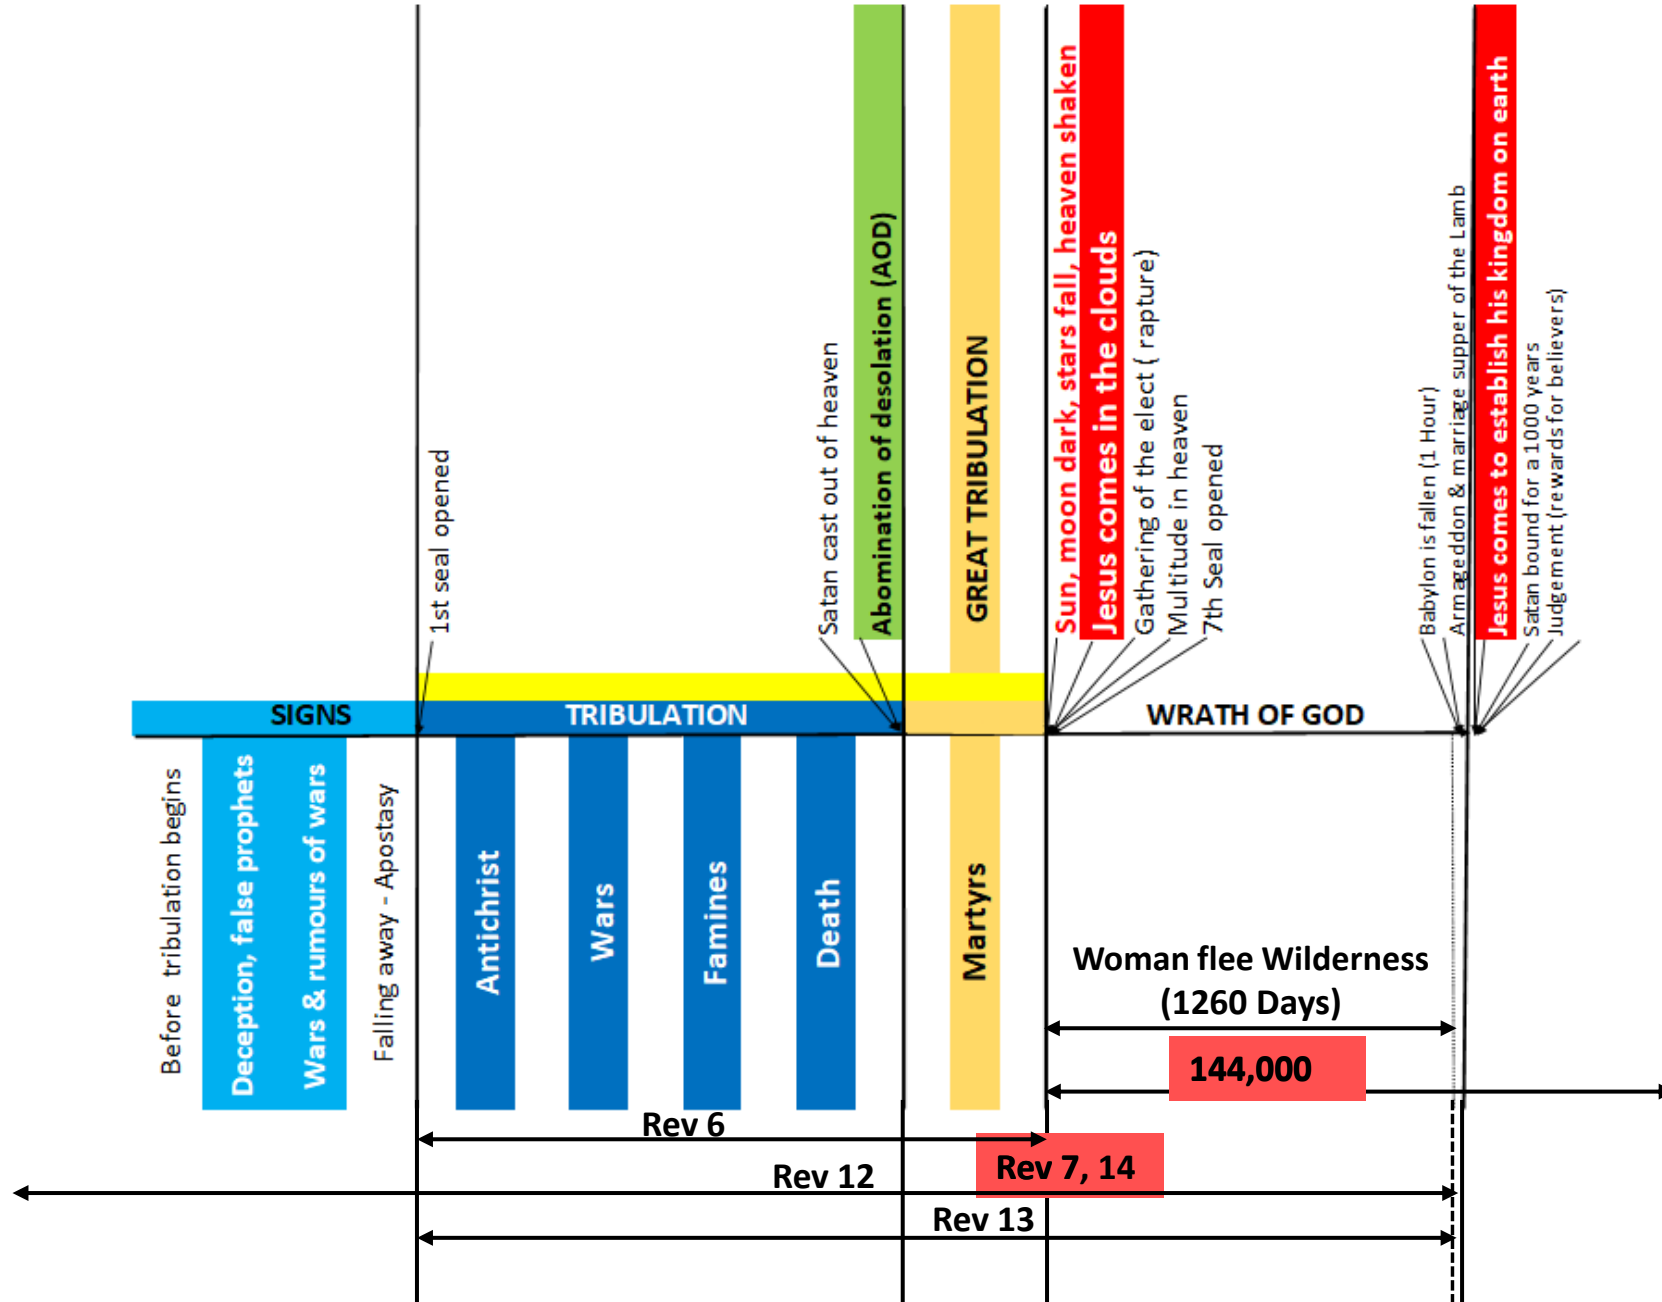 1st seal opened
Satan cast out of heaven
Abomination of desolation (AOD)
GREAT TRIBULATION
Sun, moon dark, stars fall, heaven shaken
Jesus comes in the clouds
Gathering of the elect ( rapture)
Multitude in heaven
7th Seal opened
Babylon is fallen (1 Hour)
Armageddon & marriage supper of the Lamb
Jesus comes to establish his kingdom on earth
Satan bound for a 1000 years
Judgement (rewards for believers)
SIGNS
TRIBULATION
WRATH OF GOD
Before tribulation begins
Deception, false prophets
Wars & rumours of wars
Falling away - Apostasy
Antichrist
Wars
Famines
Death
Martyrs
Woman flee Wilderness
(1260 Days)
144,000
Rev 6
Rev 7, 14
Rev 12
Rev 13